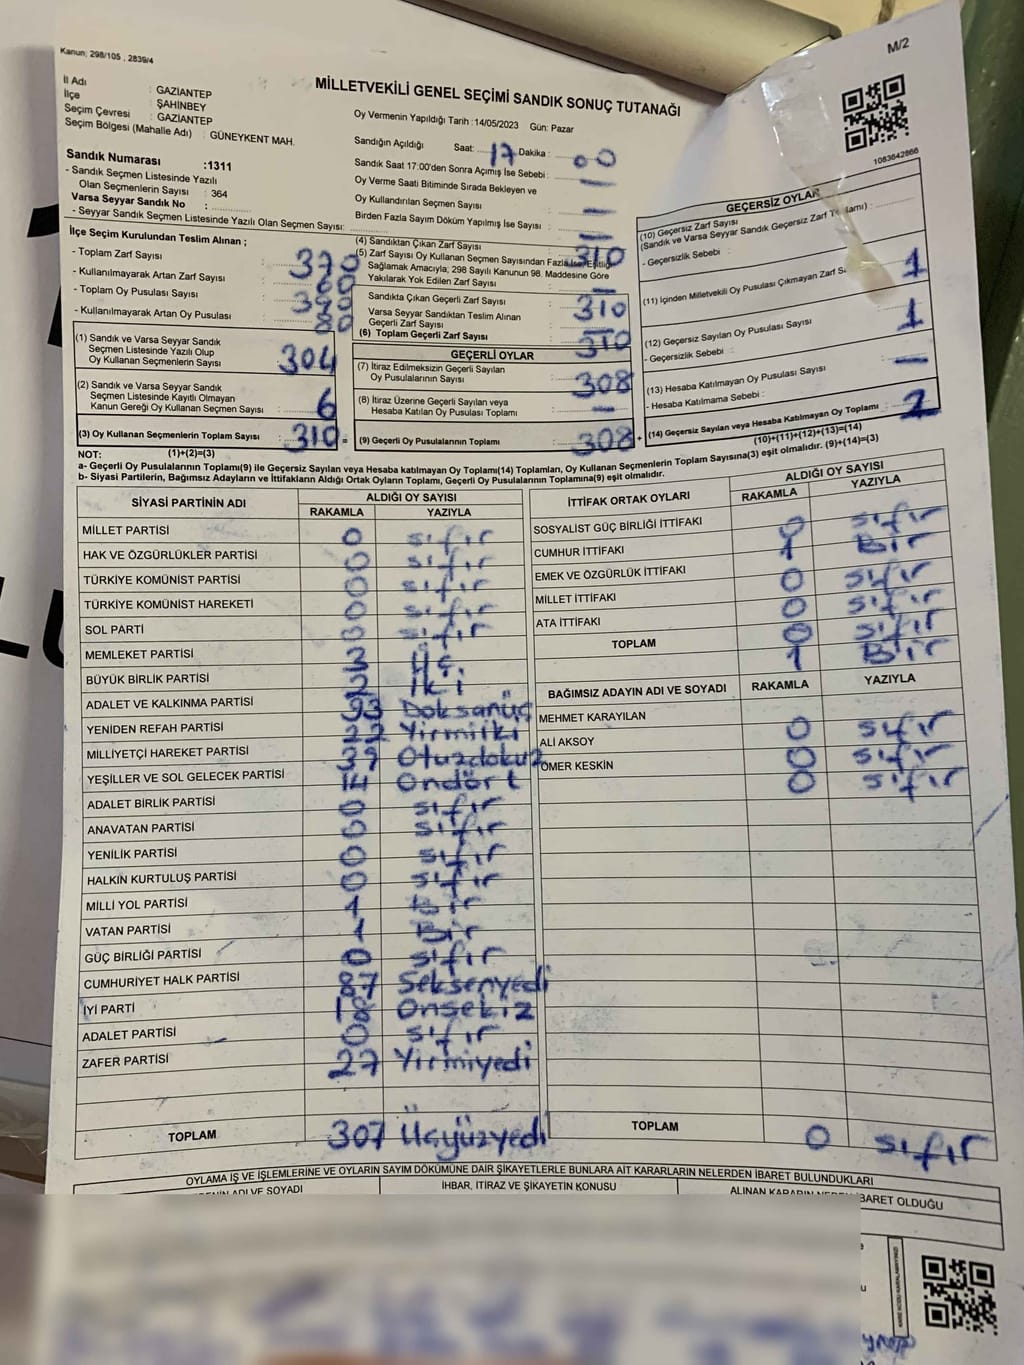 Kanun: 298/105 , 2839/4
M/2
MİLLETVEKİLİ GENEL SEÇİMİ SANDIK SONUÇ TUTANAĞI
İl Adı : GAZİANTEP
İlçe : ŞAHİNBEY
Seçim Çevresi : GAZİANTEP
Seçim Bölgesi (Mahalle Adı) : GÜNEYKENT MAH.
Sandık Numarası :1311
- Sandık Seçmen Listesinde Yazılı
Olan Seçmenlerin Sayısı : 364
Varsa Seyyar Sandık No :
- Seyyar Sandık Seçmen Listesinde Yazılı Olan Seçmen Sayısı:
Oy Vermenin Yapıldığı Tarih :14/05/2023 Gün: Pazar
Sandığın Açıldığı Saat: 17 Dakika : 00
Sandık Saat 17:00'den Sonra Açımış İse Sebebi : —
Oy Verme Saati Bitiminde Sırada Bekleyen ve
Oy Kullandırılan Seçmen Sayısı : —
Birden Fazla Sayım Döküm Yapılmış İse Sayısı : —
1083642866
İlçe Seçim Kurulundan Teslim Alınan ;
- Toplam Zarf Sayısı : 370
- Kullanılmayarak Artan Zarf Sayısı : 60
- Toplam Oy Pusulası Sayısı :
- Kullanılmayarak Artan Oy Pusulası : 80
(1) Sandık ve Varsa Seyyar Sandık
Seçmen Listesinde Yazılı Olup
Oy Kullanan Seçmenlerin Sayısı : 304
(2) Sandık ve Varsa Seyyar Sandık
Seçmen Listesinde Kayıtlı Olmayan
Kanun Gereği Oy Kullanan Seçmen Sayısı : 6
(3) Oy Kullanan Seçmenlerin Toplam Sayısı : 310 =
(1)+(2)=(3)
(4) Sandıktan Çıkan Zarf Sayısı : 310
(5) Zarf Sayısı Oy Kullanan Seçmen Sayısından Fazla İse, Eşitliği
Sağlamak Amacıyla; 298 Sayılı Kanunun 98. Maddesine Göre
Yakılarak Yok Edilen Zarf Sayısı : —
Sandıkta Çıkan Geçerli Zarf Sayısı : 310
Varsa Seyyar Sandıktan Teslim Alınan
Geçerli Zarf Sayısı : —
(6) Toplam Geçerli Zarf Sayısı : 310
GEÇERLİ OYLAR
(7) İtiraz Edilmeksizin Geçerli Sayılan
Oy Pusulalarının Sayısı : 308
(8) İtiraz Üzerine Geçerli Sayılan veya
Hesaba Katılan Oy Pusulası Toplamı : —
(9) Geçerli Oy Pusulasının Toplamı : 308 +
GEÇERSİZ OYLAR
(10) Geçersiz Zarf Sayısı
(Sandık ve Varsa Seyyar Sandık Geçersiz Zarf Toplamı) :
- Geçersizlik Sebebi :
(11) İçinden Milletvekili Oy Pusulası Çıkmayan Zarf 1
(12) Geçersiz Sayılan Oy Pusulası Sayısı : 1
- Geçersizlik Sebebi :
(13) Hesaba Katılmayan Oy Pusulası Sayısı : —
- Hesaba Katılmama Sebebi :
(14) Geçersiz Sayılan veya Hesaba Katılmayan Oy Toplamı : 2
(10)+(11)+(12)+(13)=(14)
NOT:
a- Geçerli Oy Pusulalarının Toplamı(9) ile Geçersiz Sayılan veya Hesaba katılmayan Oy Toplamı(14) Toplamları, Oy Kullanan Seçmenlerin Toplam Sayısına(3) eşit olmalıdır. (9)+(14)=(3)
b- Siyasi Partilerin, Bağımsız Adayların ve İttifakların Aldığı Ortak Oyların Toplamı, Geçerli Oy Pusulalarının Toplamına(9) eşit olmalıdır.
SİYASİ PARTİNİN ADI ALDIĞI OY SAYISI
RAKAMLA YAZIYLA
MİLLET PARTİSİ 0 sıfır
HAK VE ÖZGÜRLÜKLER PARTİSİ 0 sıfır
TÜRKİYE KOMÜNİST PARTİSİ 0 sıfır
TÜRKİYE KOMÜNİST HAREKETİ 0 sıfır
SOL PARTİ 0 sıfır
MEMLEKET PARTİSİ 3 Üç
BÜYÜK BİRLİK PARTİSİ 2 İki
ADALET VE KALKINMA PARTİSİ 93 Doksanüç
YENİDEN REFAH PARTİSİ 22 Yirmiiki
MİLLİYETÇİ HAREKET PARTİSİ 39 Otuzdokuz
YEŞİLLER VE SOL GELECEK PARTİSİ 14 Ondört
ADALET BİRLİK PARTİSİ 0 sıfır
ANAVATAN PARTİSİ 0 sıfır
YENİLİK PARTİSİ 0 sıfır
HALKIN KURTULUŞ PARTİSİ 0 sıfır
MİLLİ YOL PARTİSİ 1 Bir
VATAN PARTİSİ 1 Bir
GÜÇ BİRLİĞİ PARTİSİ 0 sıfır
CUMHURİYET HALK PARTİSİ 87 Seksenyedi
İYİ PARTİ 18 Onsekiz
ADALET PARTİSİ 0 sıfır
ZAFER PARTİSİ 27 Yirmiyedi
TOPLAM 307 Üçyüzyedi
İTTİFAK ORTAK OYLARI ALDIĞI OY SAYISI
RAKAMLA YAZIYLA
SOSYALİST GÜÇ BİRLİĞİ İTTİFAKI 0 sıfır
CUMHUR İTTİFAKI 1 Bir
EMEK VE ÖZGÜRLÜK İTTİFAKI 0 sıfır
MİLLET İTTİFAKI 0 sıfır
ATA İTTİFAKI 0 sıfır
TOPLAM 1 Bir
BAĞIMSIZ ADAYIN ADI VE SOYADI RAKAMLA YAZIYLA
MEHMET KARAYILAN 0 sıfır
ALİ AKSOY 0 sıfır
ÖMER KESKİN 0 sıfır
TOPLAM 0 sıfır
OYLAMA İŞ VE İŞLEMLERİNE VE OYLARIN SAYIM DÖKÜMÜNE DAİR ŞİKAYETLERLE BUNLARA AİT KARARLARIN NELERDEN İBARET BULUNDUKLARI
ADI VE SOYADI İHBAR, İTİRAZ VE ŞİKAYETİN KONUSU ALINAN KARARIN NEDEN İBARET OLDUĞU